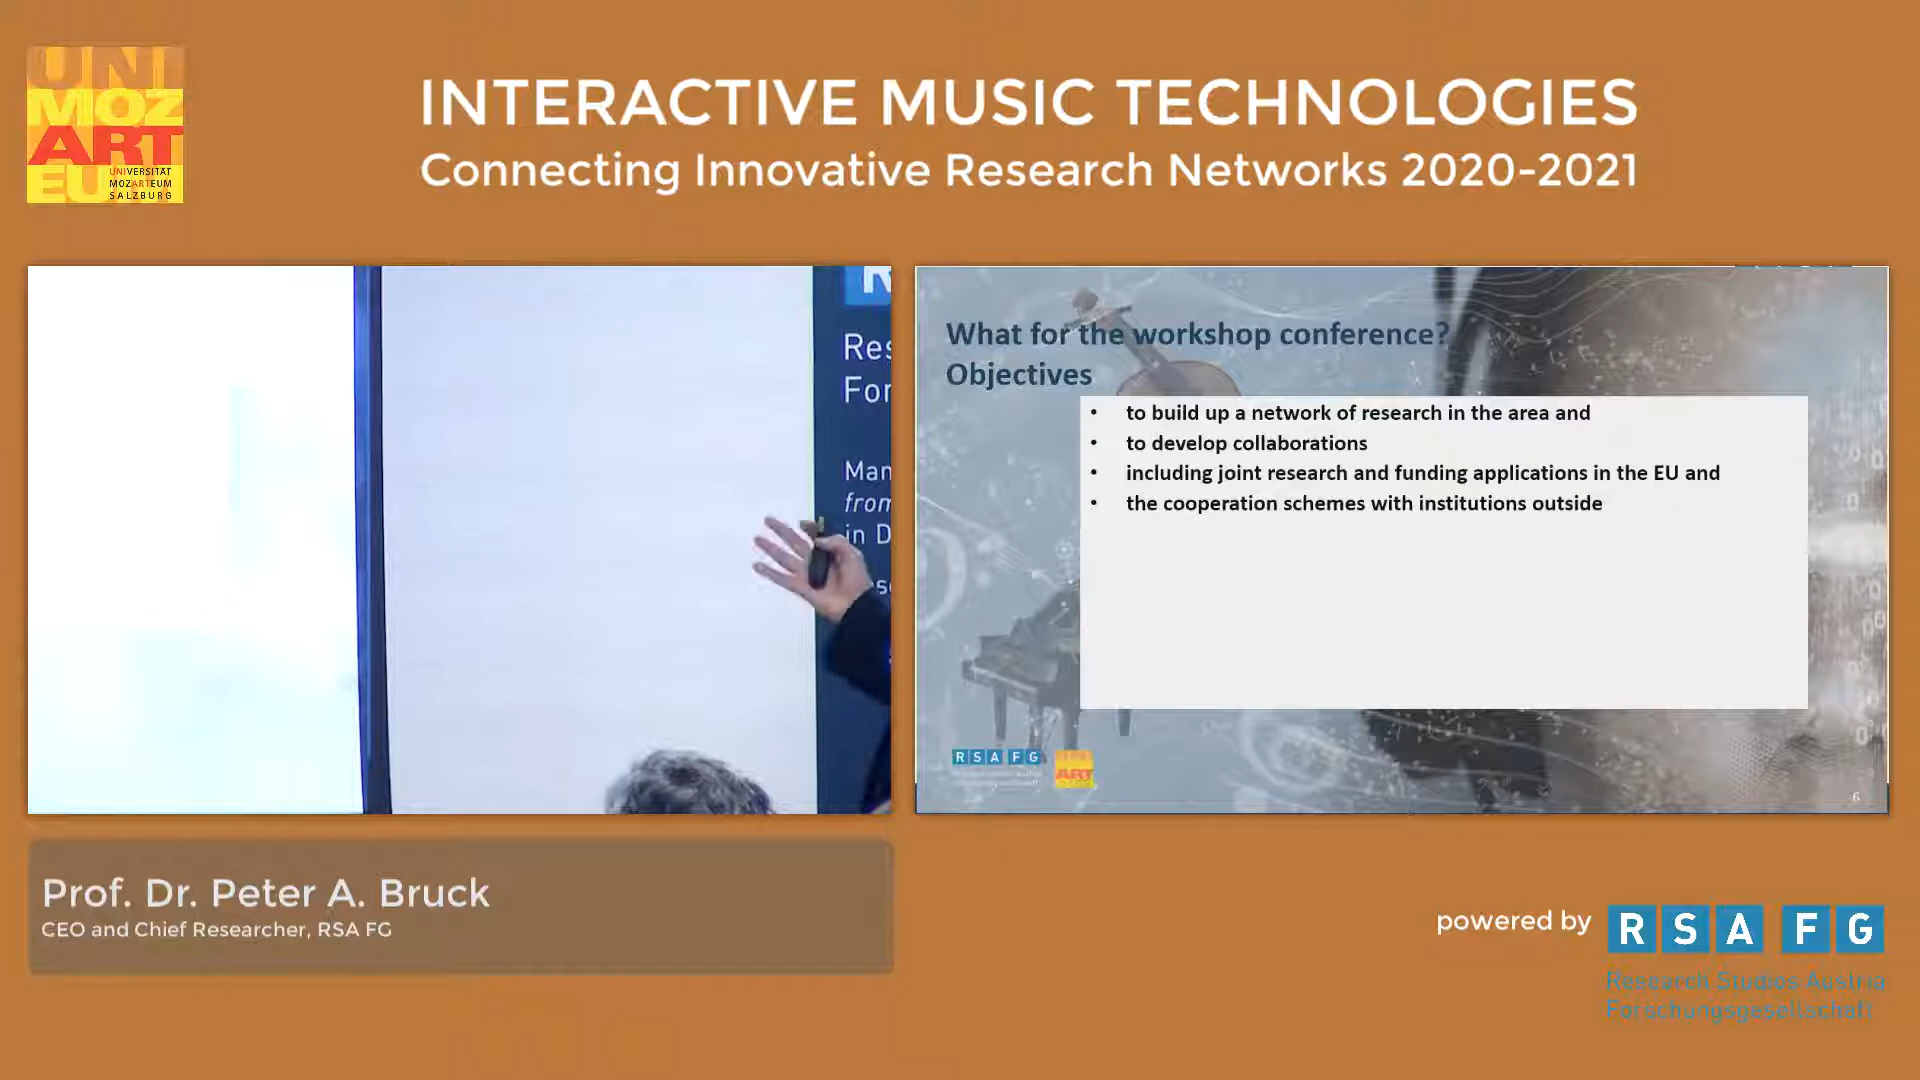 UNI
MOZ
ART
EU
UNIVERSITÄT
MOZARTEUM
SALZBURG
INTERACTIVE MUSIC TECHNOLOGIES
Connecting Innovative Research Networks 2020-2021
Res
For
Man
from
in D
What for the workshop conference?
Objectives
• to build up a network of research in the area and
• to develop collaborations
• including joint research and funding applications in the EU and
• the cooperation schemes with institutions outside
RSA FG
ART
6
Prof. Dr. Peter A. Bruck
CEO and Chief Researcher, RSA FG
powered by
RSA FG
Research Studios Austria
Forschungsgesellschaft